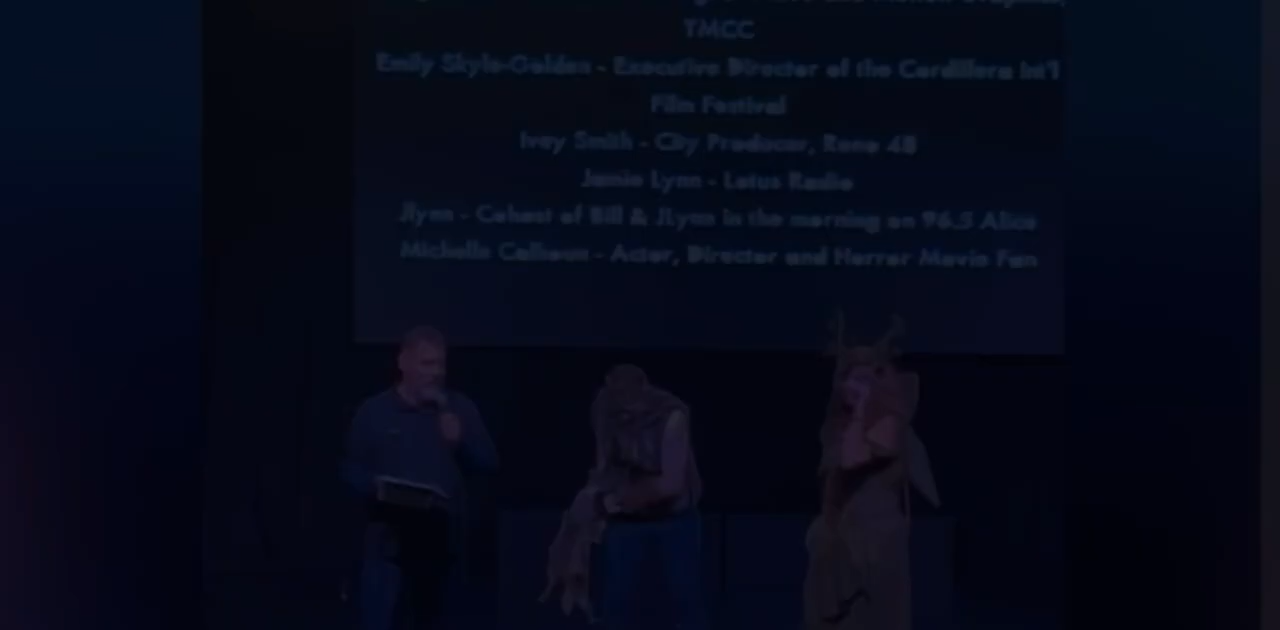 TMCC
Emily Skyle-Golden - Executive Director of the Cordillera Int'l
Film Festival
Ivey Smith - City Producer, Reno 48
Jamie Lynn - Lotus Radio
Jlynn - Cohost of Bill & JLynn in the morning on 96.5 Alice
Michelle Calhoun - Actor, Director and Horror Movie Fan